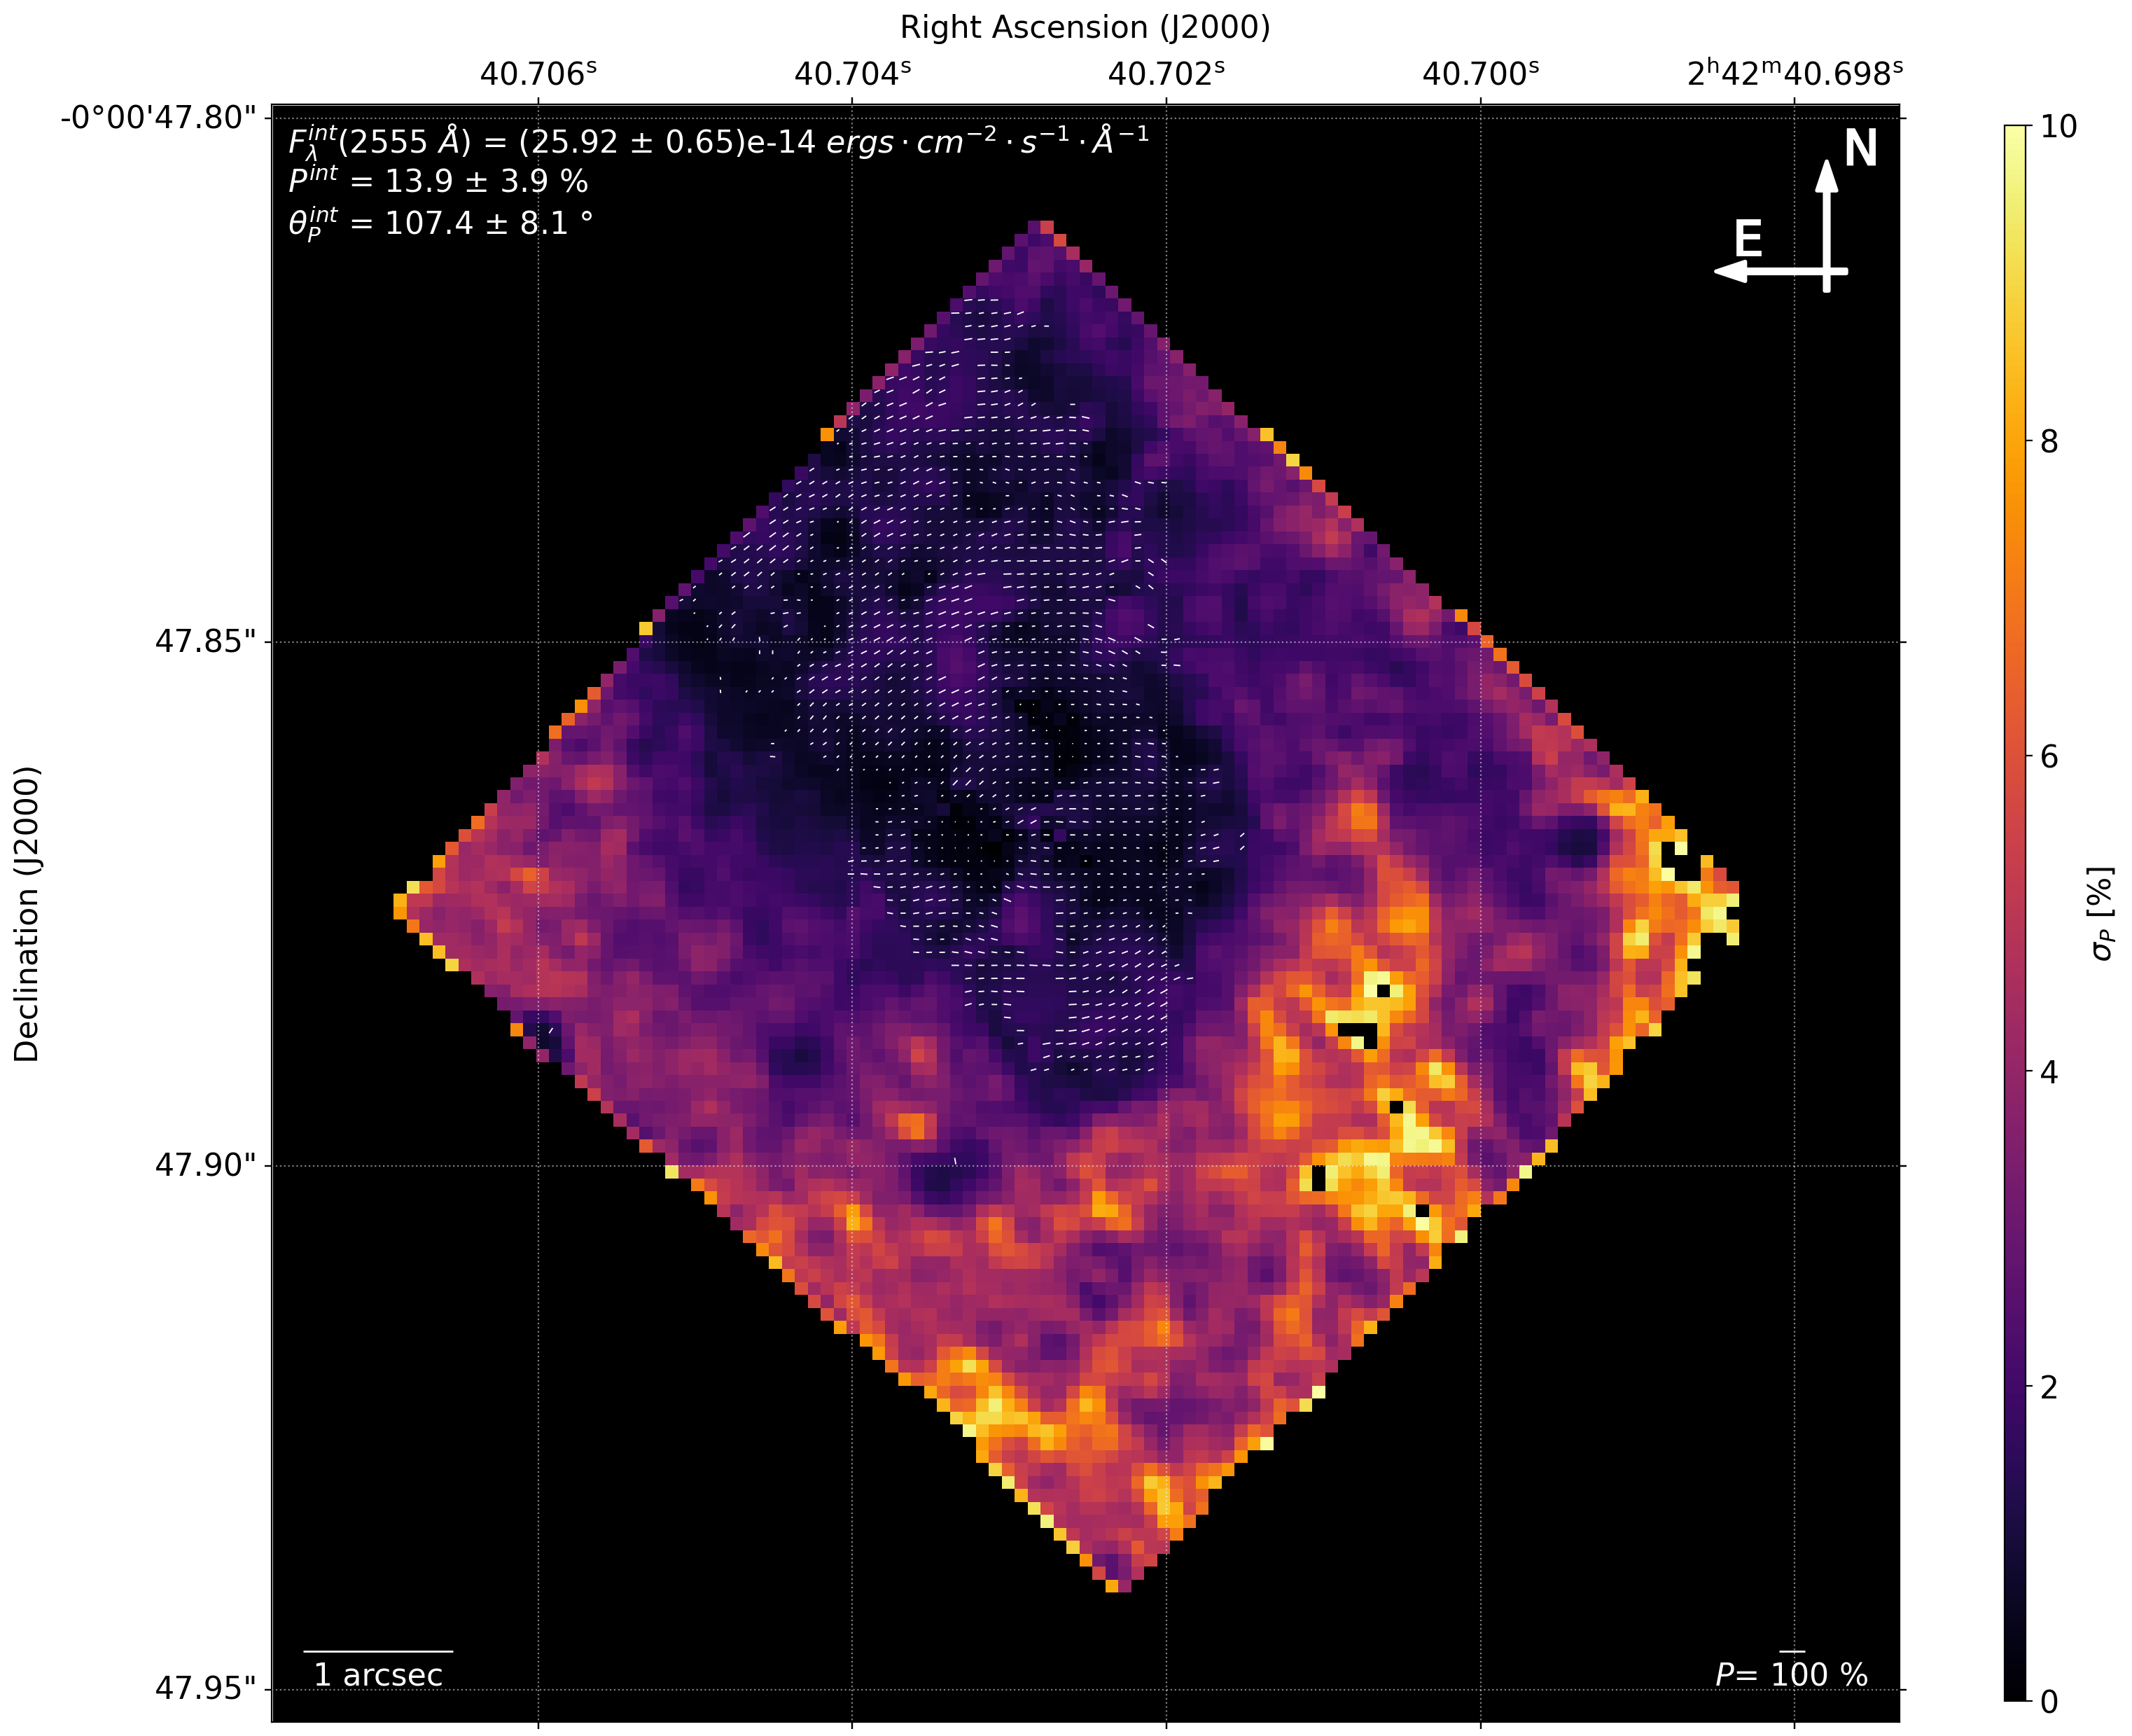 Right Ascension (J2000)
40.706ˢ 40.704ˢ 40.702ˢ 40.700ˢ 2ʰ42ᵐ40.698ˢ
-0°00'47.80"
47.85"
47.90"
47.95"
Declination (J2000)
F_λ^int(2555 Å) = (25.92 ± 0.65)e-14 ergs · cm⁻² · s⁻¹ · Å⁻¹
P^int = 13.9 ± 3.9 %
θ_P^int = 107.4 ± 8.1 °
N
E
1 arcsec
P= 100 %
10
8
6
4
2
0
σ_P [%]